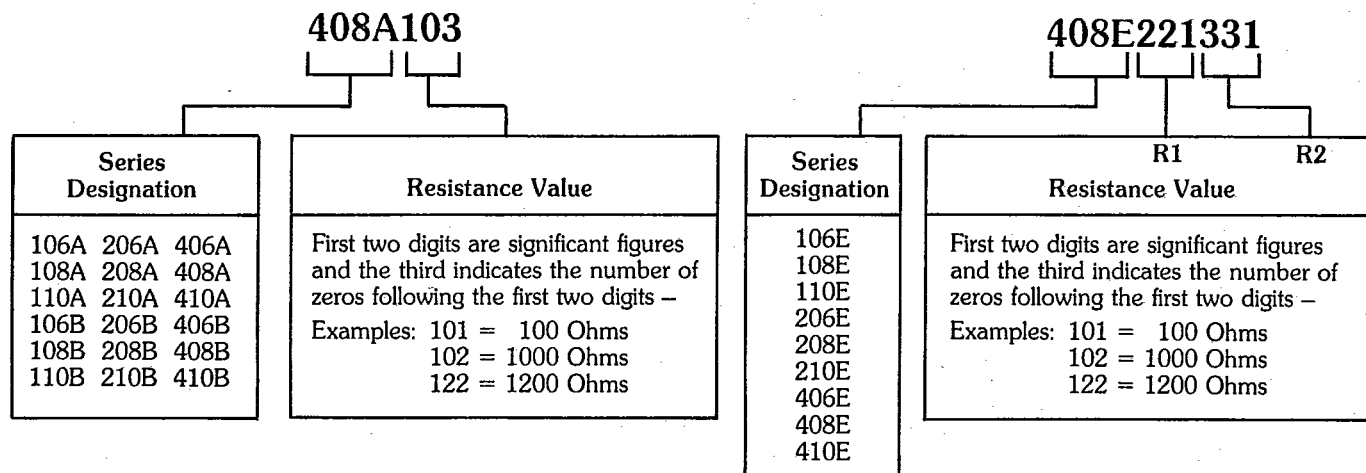 408A103
Series
Designation
106A 206A 406A
108A 208A 408A
110A 210A 410A
106B 206B 406B
108B 208B 408B
110B 210B 410B
Resistance Value
First two digits are significant figures
and the third indicates the number of
zeros following the first two digits –
Examples: 101 = 100 Ohms
102 = 1000 Ohms
122 = 1200 Ohms
408E221331
Series
Designation
106E
108E
110E
206E
208E
210E
406E
408E
410E
R1 R2
Resistance Value
First two digits are significant figures
and the third indicates the number of
zeros following the first two digits –
Examples: 101 = 100 Ohms
102 = 1000 Ohms
122 = 1200 Ohms